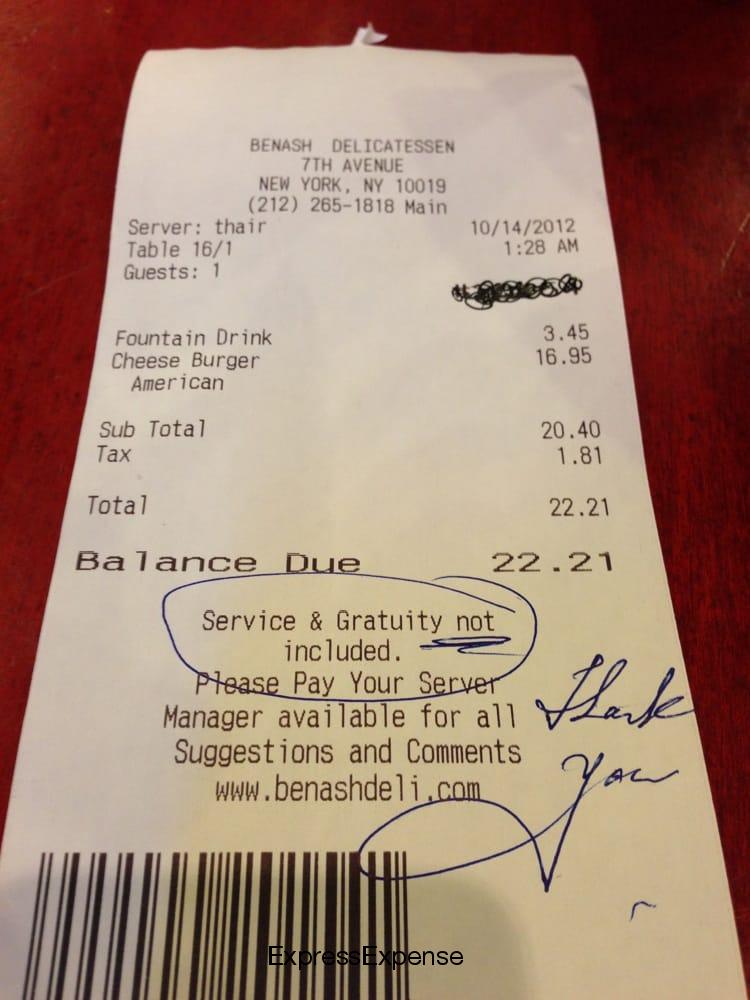 BENASH DELICATESSEN
7TH AVENUE
NEW YORK, NY 10019
(212) 265-1818 Main
Server: thair 10/14/2012
Table 16/1 1:28 AM
Guests: 1
Fountain Drink 3.45
Cheese Burger 16.95
American
Sub Total 20.40
Tax 1.81
Total 22.21
Balance Due 22.21
Service & Gratuity not
included.
Please Pay Your Server
Manager available for all
Suggestions and Comments
www.benashdeli.com
Thank
You
ExpressExpense